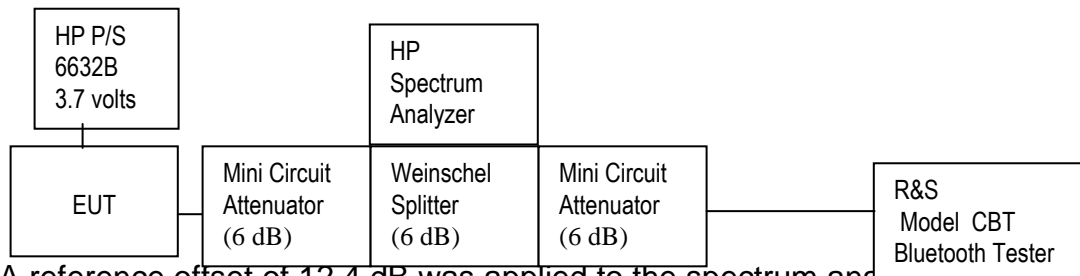 HP P/S
6632B
3.7 volts
HP
Spectrum
Analyzer
EUT
Mini Circuit
Attenuator
(6 dB)
Weinschel
Splitter
(6 dB)
Mini Circuit
Attenuator
(6 dB)
R&S
Model CBT
Bluetooth Tester
A reference offset of 12.4 dB was applied to the spectrum